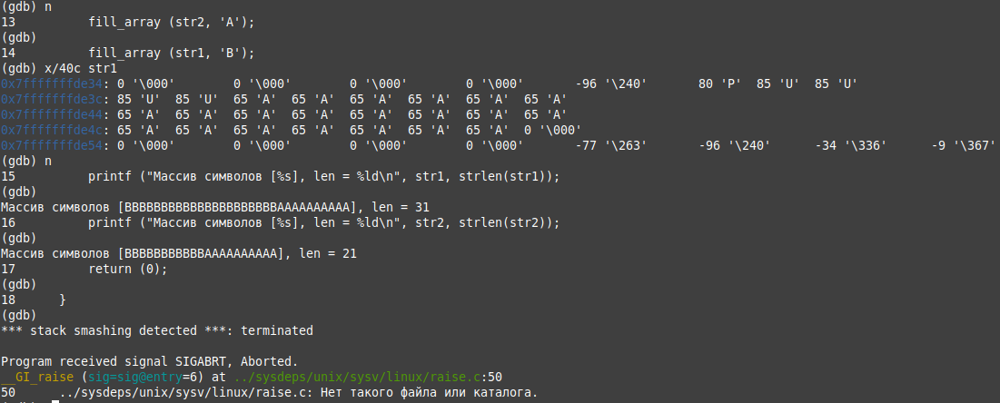 (gdb) n
13          fill_array (str2, 'A');
(gdb)
14          fill_array (str1, 'B');
(gdb) x/40c str1
0x7fffffffde34: 0 '\000'        0 '\000'        0 '\000'        0 '\000'        -96 '\240'       80 'P'  85 'U'  85 'U'
0x7fffffffde3c: 85 'U'  85 'U'  65 'A'  65 'A'  65 'A'  65 'A'  65 'A'  65 'A'
0x7fffffffde44: 65 'A'  65 'A'  65 'A'  65 'A'  65 'A'  65 'A'  65 'A'  65 'A'
0x7fffffffde4c: 65 'A'  65 'A'  65 'A'  65 'A'  65 'A'  65 'A'  65 'A'  0 '\000'
0x7fffffffde54: 0 '\000'        0 '\000'        0 '\000'        0 '\000'        -77 '\263'       -96 '\240'      -34 '\336'      -9 '\367'
(gdb) n
15          printf ("Массив символов [%s], len = %ld\n", str1, strlen(str1));
(gdb)
Массив символов [BBBBBBBBBBBBBBBBBBBBBAAAAAAAAAA], len = 31
16          printf ("Массив символов [%s], len = %ld\n", str2, strlen(str2));
(gdb)
Массив символов [BBBBBBBBBBBAAAAAAAAAA], len = 21
17          return (0);
(gdb)
18      }
(gdb)
*** stack smashing detected ***: terminated
Program received signal SIGABRT, Aborted.
__GI_raise (sig=sig@entry=6) at ../sysdeps/unix/sysv/linux/raise.c:50
50      ../sysdeps/unix/sysv/linux/raise.c: Нет такого файла или каталога.